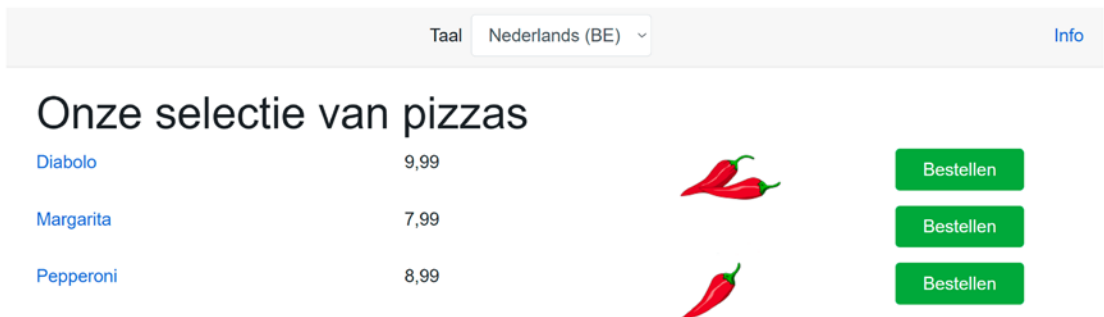 Taal Nederlands (BE) Info
Onze selectie van pizzas
Diabolo 9,99 Bestellen
Margarita 7,99 Bestellen
Pepperoni 8,99 Bestellen